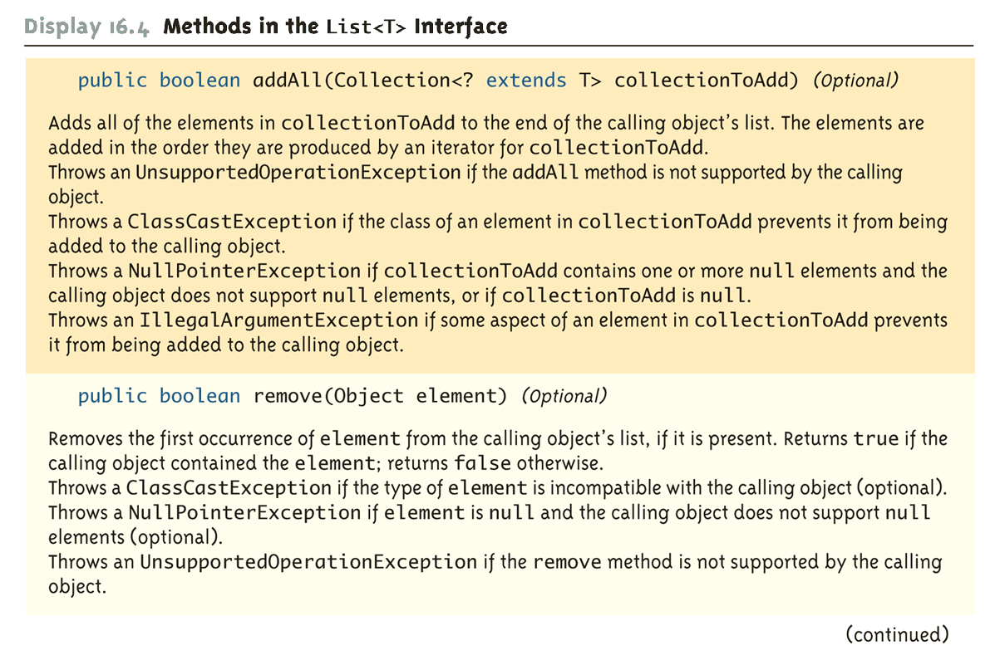 Display 16.4 Methods in the List<T> Interface
public boolean addAll(Collection<? extends T> collectionToAdd) (Optional)
Adds all of the elements in collectionToAdd to the end of the calling object's list. The elements are
added in the order they are produced by an iterator for collectionToAdd.
Throws an UnsupportedOperationException if the addAll method is not supported by the calling
object.
Throws a ClassCastException if the class of an element in collectionToAdd prevents it from being
added to the calling object.
Throws a NullPointerException if collectionToAdd contains one or more null elements and the
calling object does not support null elements, or if collectionToAdd is null.
Throws an IllegalArgumentException if some aspect of an element in collectionToAdd prevents
it from being added to the calling object.
public boolean remove(Object element) (Optional)
Removes the first occurrence of element from the calling object's list, if it is present. Returns true if the
calling object contained the element; returns false otherwise.
Throws a ClassCastException if the type of element is incompatible with the calling object (optional).
Throws a NullPointerException if element is null and the calling object does not support null
elements (optional).
Throws an UnsupportedOperationException if the remove method is not supported by the calling
object.
(continued)